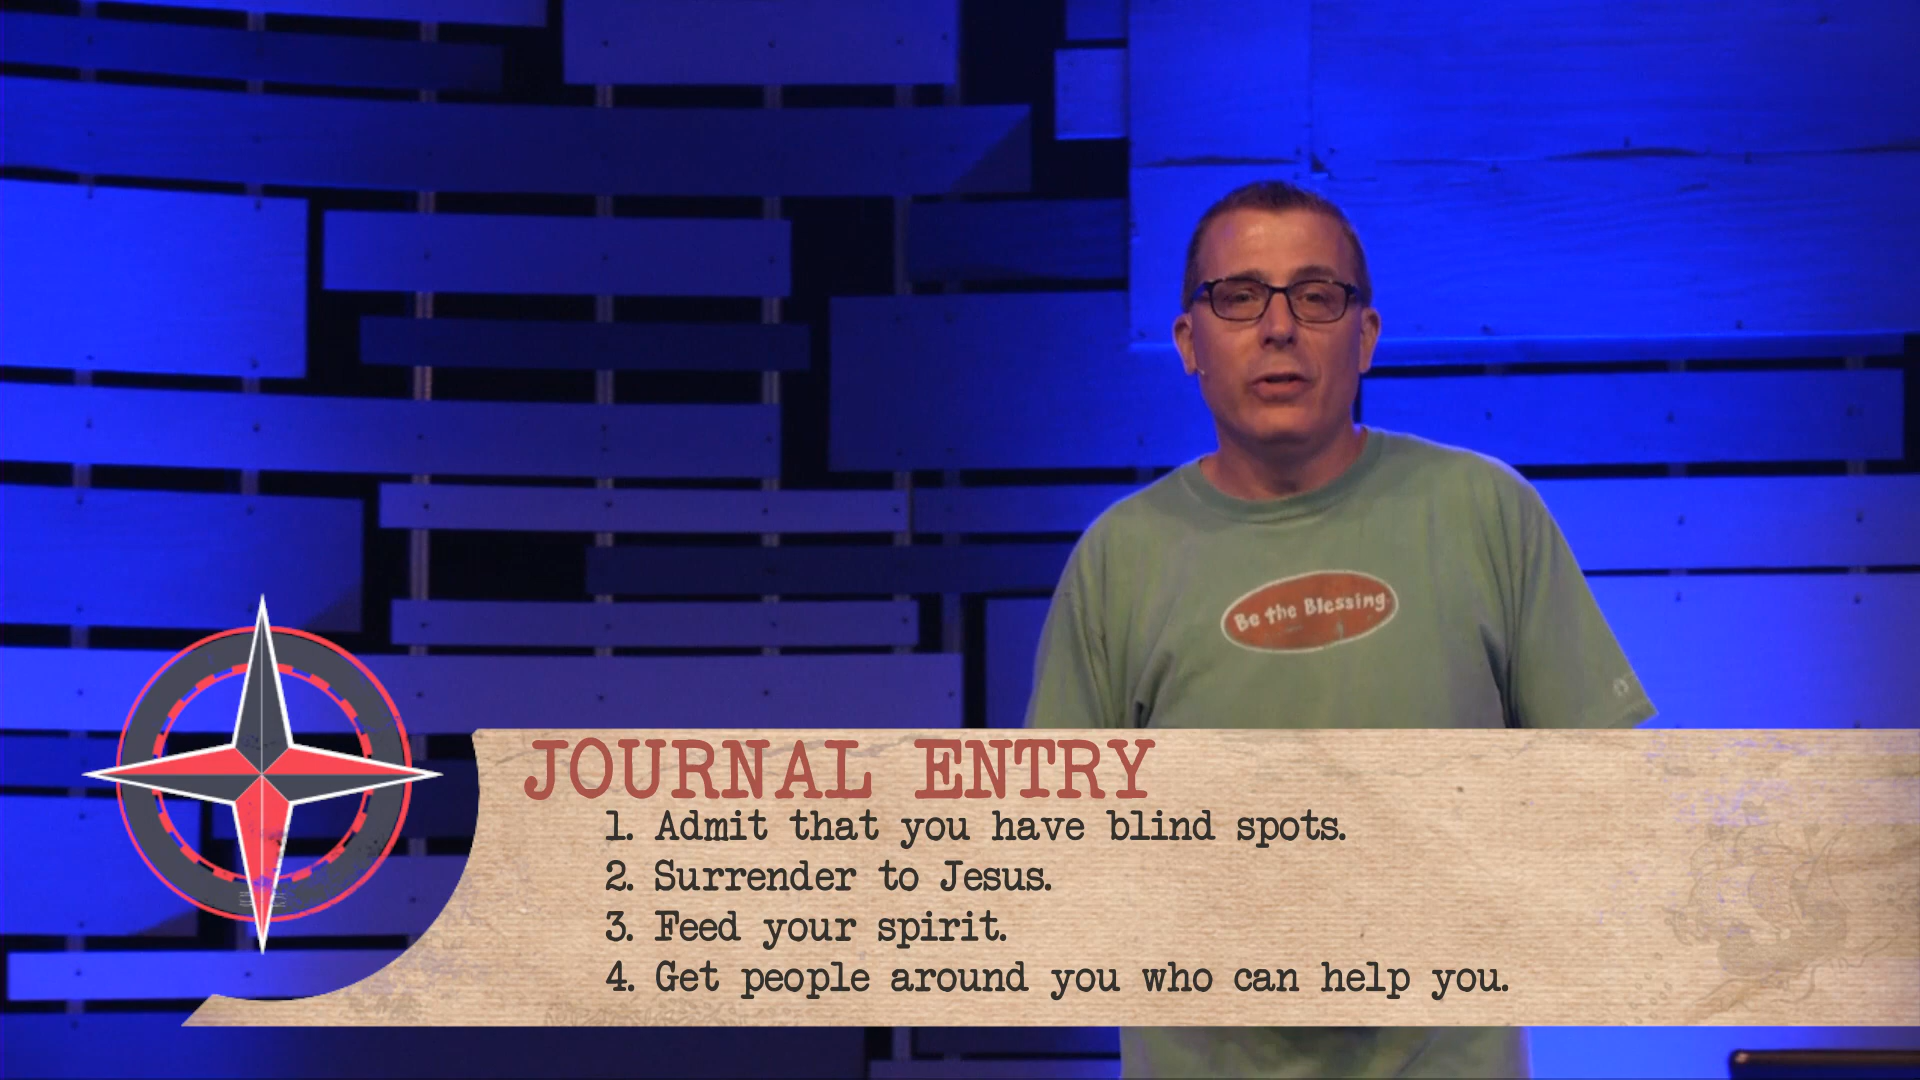 Be the Blessing
JOURNAL ENTRY
1. Admit that you have blind spots.
2. Surrender to Jesus.
3. Feed your spirit.
4. Get people around you who can help you.